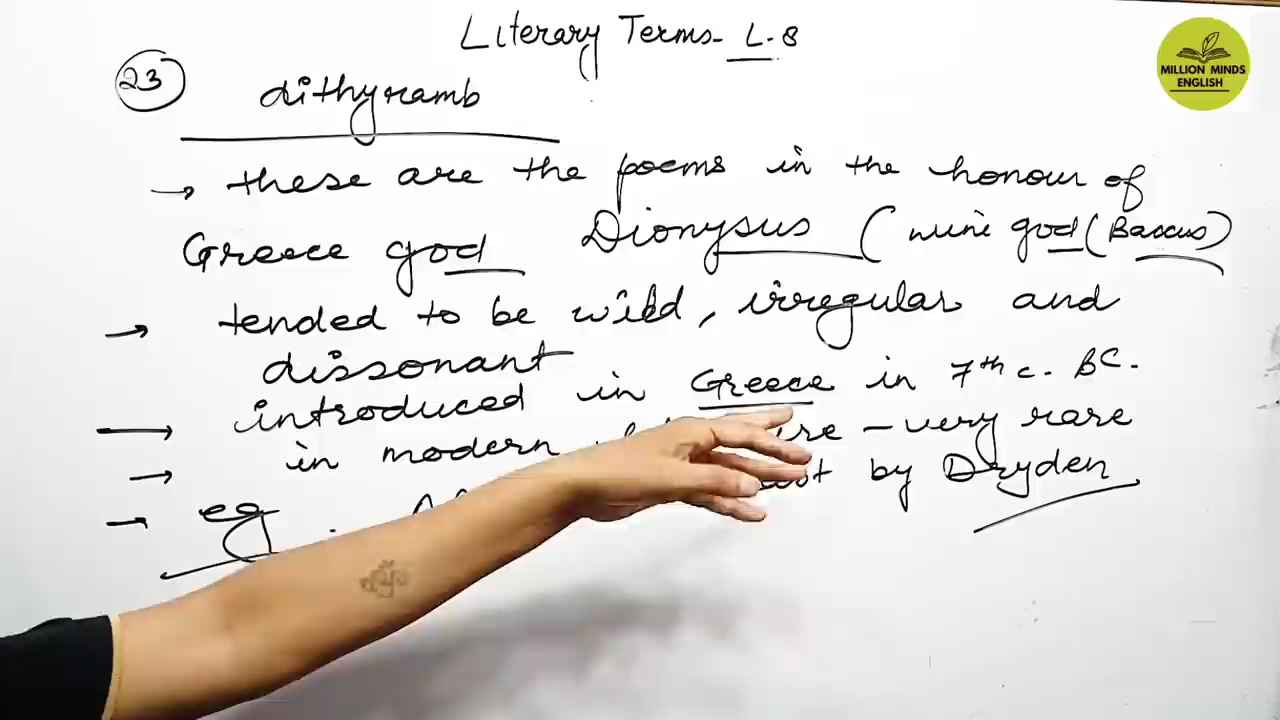 Literary Terms- L-8
MILLION MINDS
ENGLISH
23
dithyramb
→ these are the poems in the honour of
Greece god Dionysus ( wine god (Baccus)
→ tended to be wild, irregular and
dissonant
→ introduced in Greece in 7th c. BC.
→ in modern - very rare
→ eg by Dryden